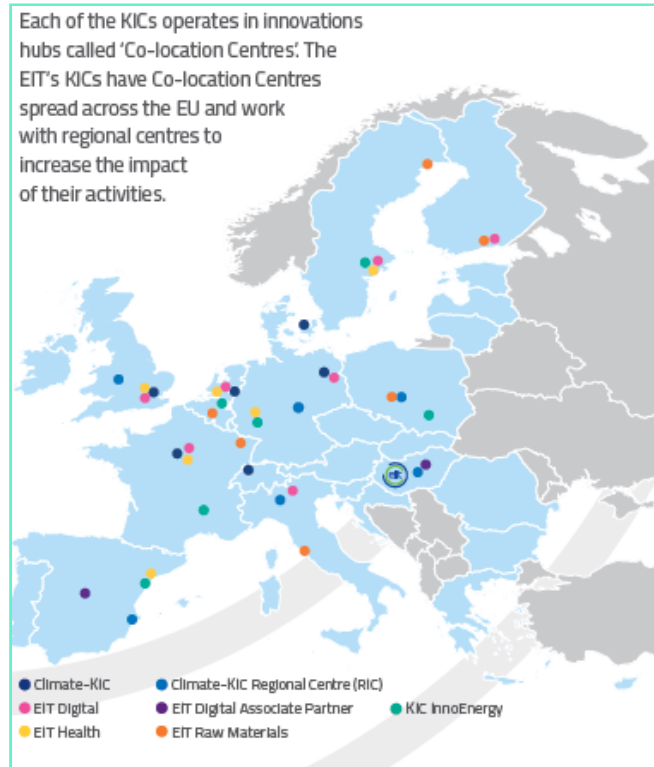 Each of the KICs operates in innovations
hubs called ‘Co-location Centres’. The
EIT’s KICs have Co-location Centres
spread across the EU and work
with regional centres to
increase the impact
of their activities.
Climate-KIC
Climate-KIC Regional Centre (RIC)
EIT Digital
EIT Digital Associate Partner
KIC InnoEnergy
EIT Health
EIT Raw Materials